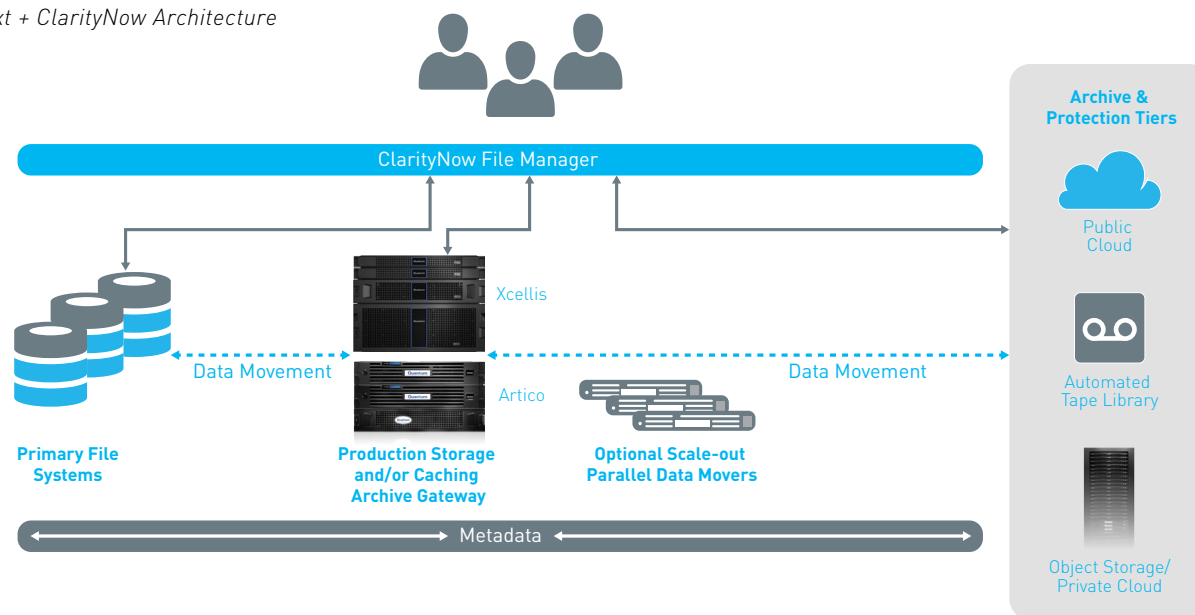 + ClarityNow Architecture
ClarityNow File Manager
Archive &
Protection Tiers
Public
Cloud
Xcellis
Data Movement
Data Movement
Quantum
Artico
Automated
Tape Library
Primary File
Systems
Production Storage
and/or Caching
Archive Gateway
Optional Scale-out
Parallel Data Movers
Metadata
Object Storage/
Private Cloud